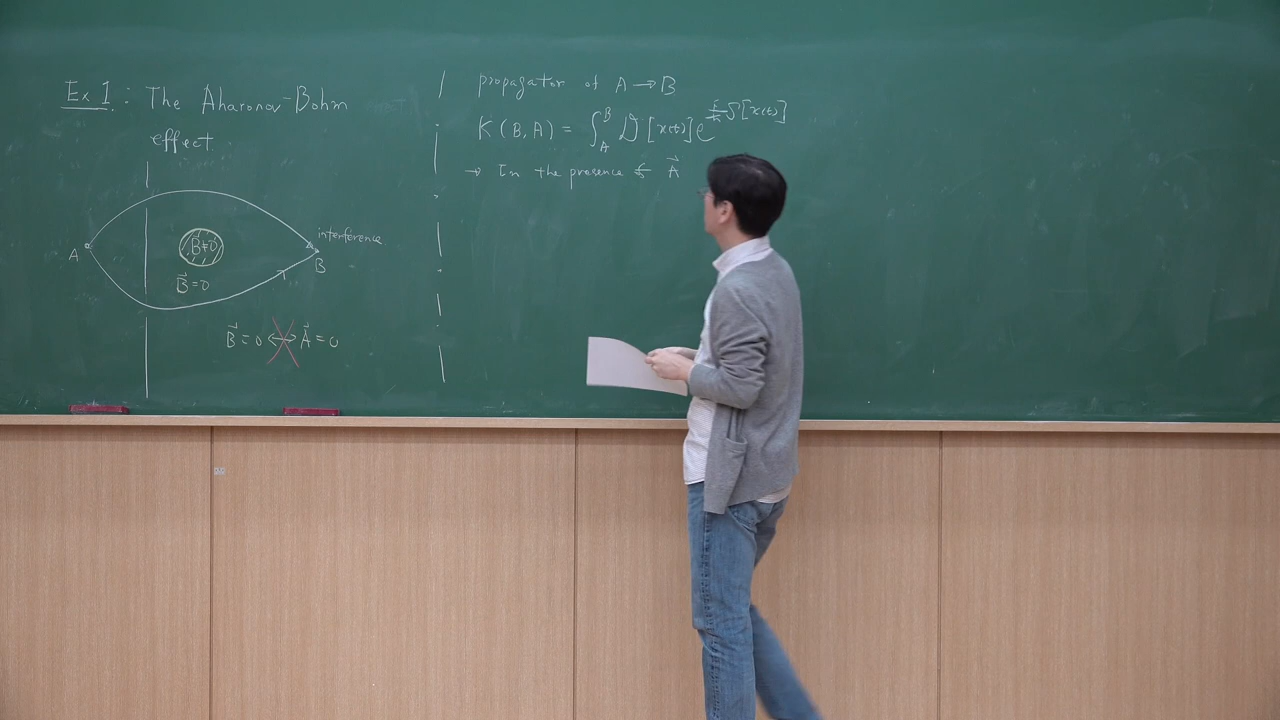 Ex 1 : The Aharonov-Bohm
effect
A
B≠0
B⃗=0
interference
B
B⃗ = 0 ↔ A⃗ = 0
propagator of A → B
K(B,A) = ∫_A^B D[x(t)] e^{i/ħ S[x(t)]}
→ In the presence of A⃗